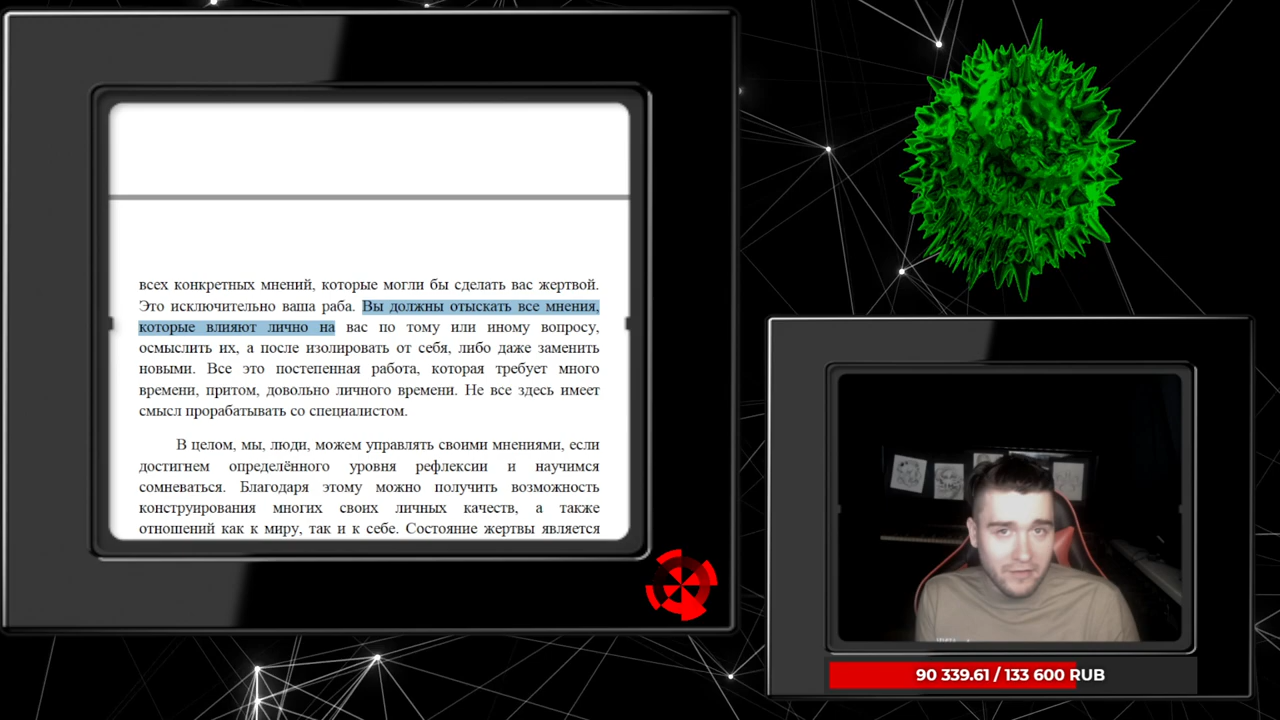 всех конкретных мнений, которые могли бы сделать вас жертвой.
Это исключительно ваша раба. Вы должны отыскать все мнения,
которые влияют лично на вас по тому или иному вопросу,
осмыслить их, а после изолировать от себя, либо даже заменить
новыми. Все это постепенная работа, которая требует много
времени, притом, довольно личного времени. Не все здесь имеет
смысл прорабатывать со специалистом.
В целом, мы, люди, можем управлять своими мнениями, если
достигнем определённого уровня рефлексии и научимся
сомневаться. Благодаря этому можно получить возможность
конструирования многих своих личных качеств, а также
отношений как к миру, так и к себе. Состояние жертвы является
90 339.61 / 133 600 RUB